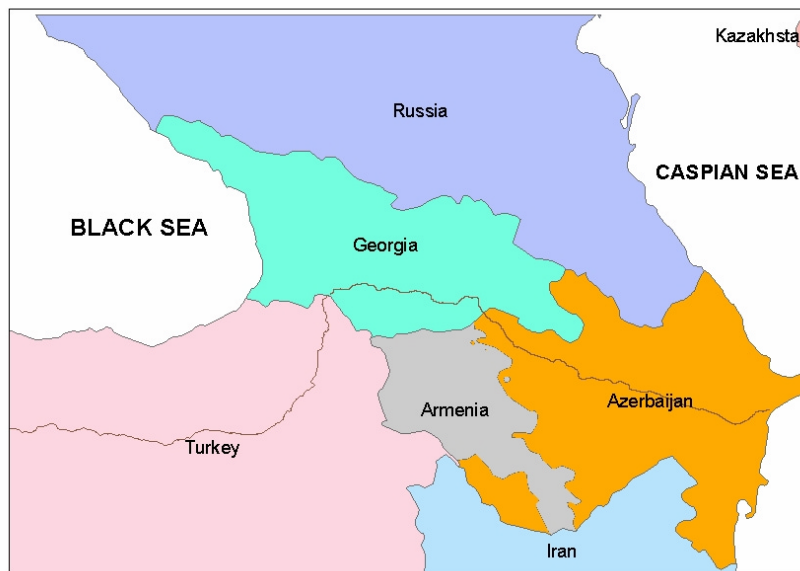 Kazakhsta
Russia
CASPIAN SEA
BLACK SEA
Georgia
Azerbaijan
Armenia
Turkey
Iran